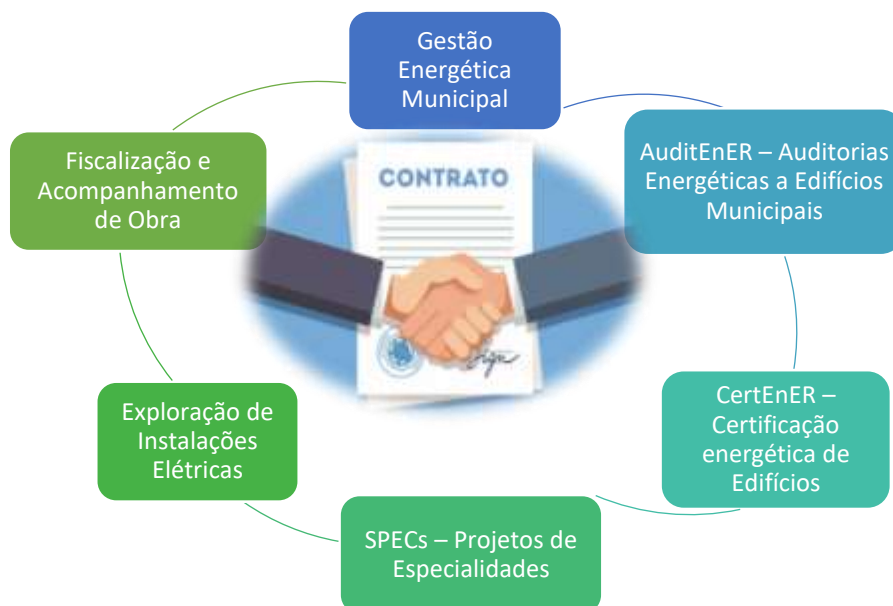 Gestão
Energética
Municipal
AuditEnER – Auditorias
Energéticas a Edifícios
Municipais
CertEnER –
Certificação
energética de
Edifícios
SPECs – Projetos de
Especialidades
Exploração de
Instalações
Elétricas
Fiscalização e
Acompanhamento
de Obra
CONTRATO